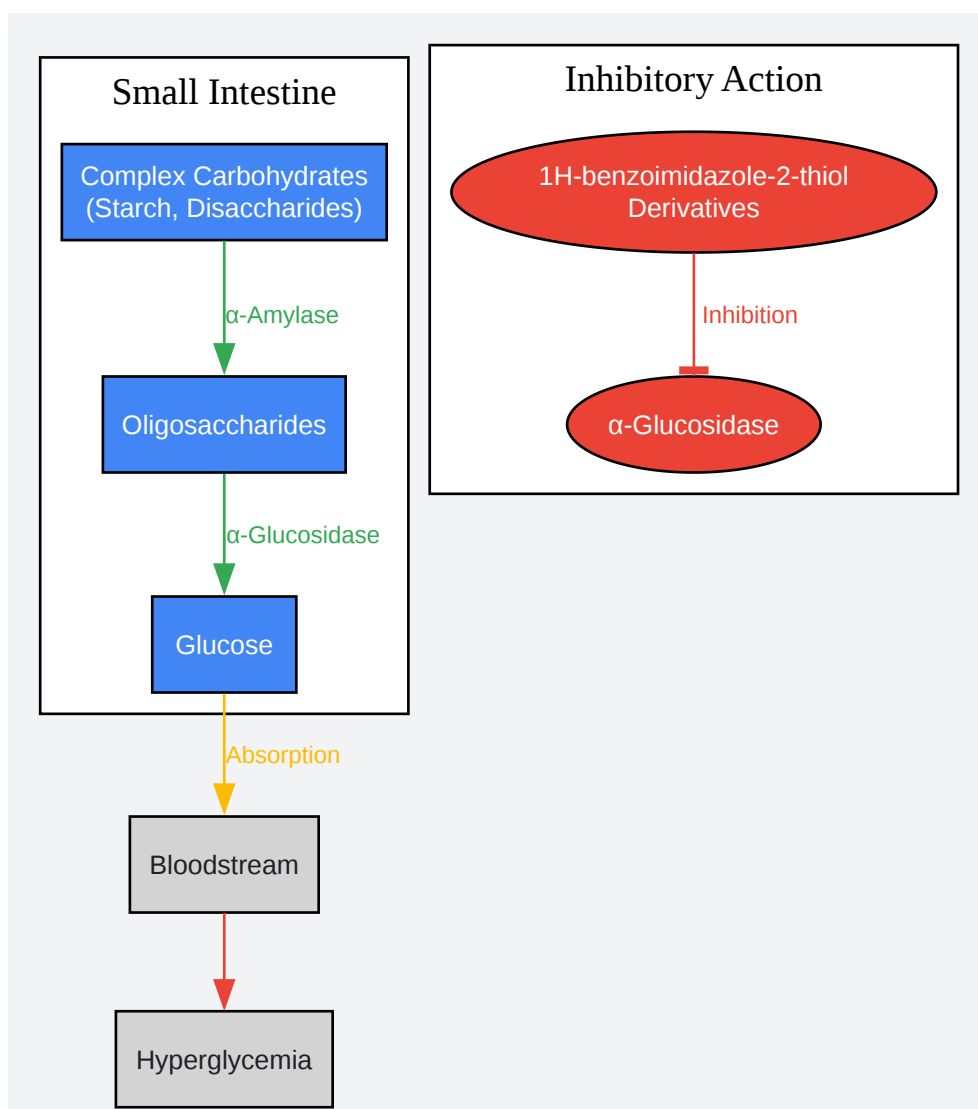 Small Intestine
Complex Carbohydrates
(Starch, Disaccharides)
α-Amylase
Oligosaccharides
α-Glucosidase
Glucose
Absorption
Bloodstream
Hyperglycemia
Inhibitory Action
1H-benzoimidazole-2-thiol
Derivatives
Inhibition
α-Glucosidase